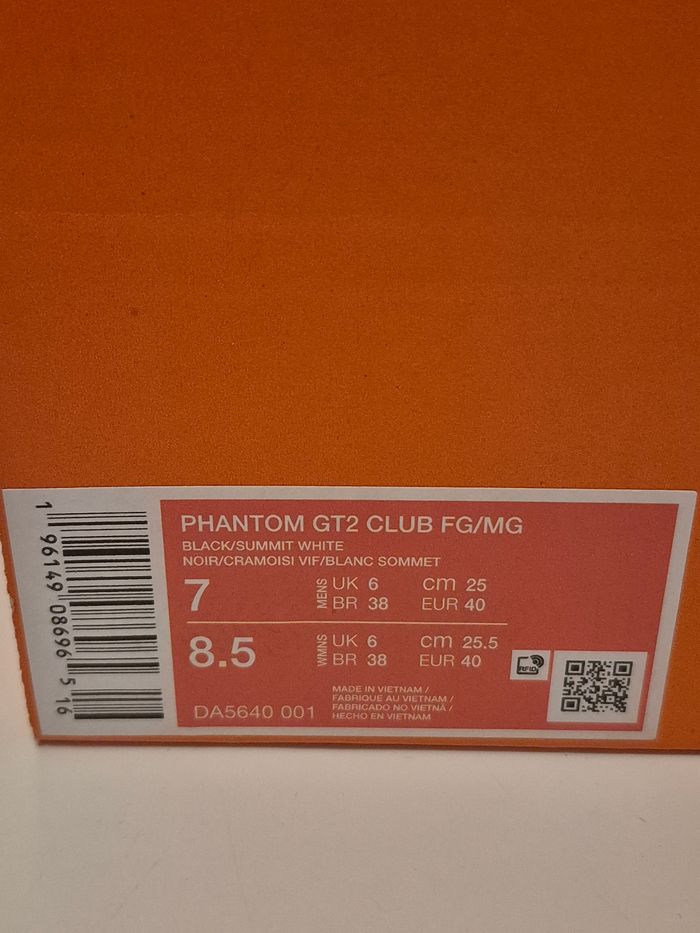 PHANTOM GT2 CLUB FG/MG
BLACK/SUMMIT WHITE
NOIR/CRAMOISI VIF/BLANC SOMMET
7 MENS UK 6 cm 25
BR 38 EUR 40
8.5 WMNS UK 6 cm 25.5
BR 38 EUR 40
DA5640 001
MADE IN VIETNAM /
FABRIQUE AU VIETNAM /
FABRICADO NO VIETNÃ /
HECHO EN VIETNAM
RFID
1 96149 08696 5 16